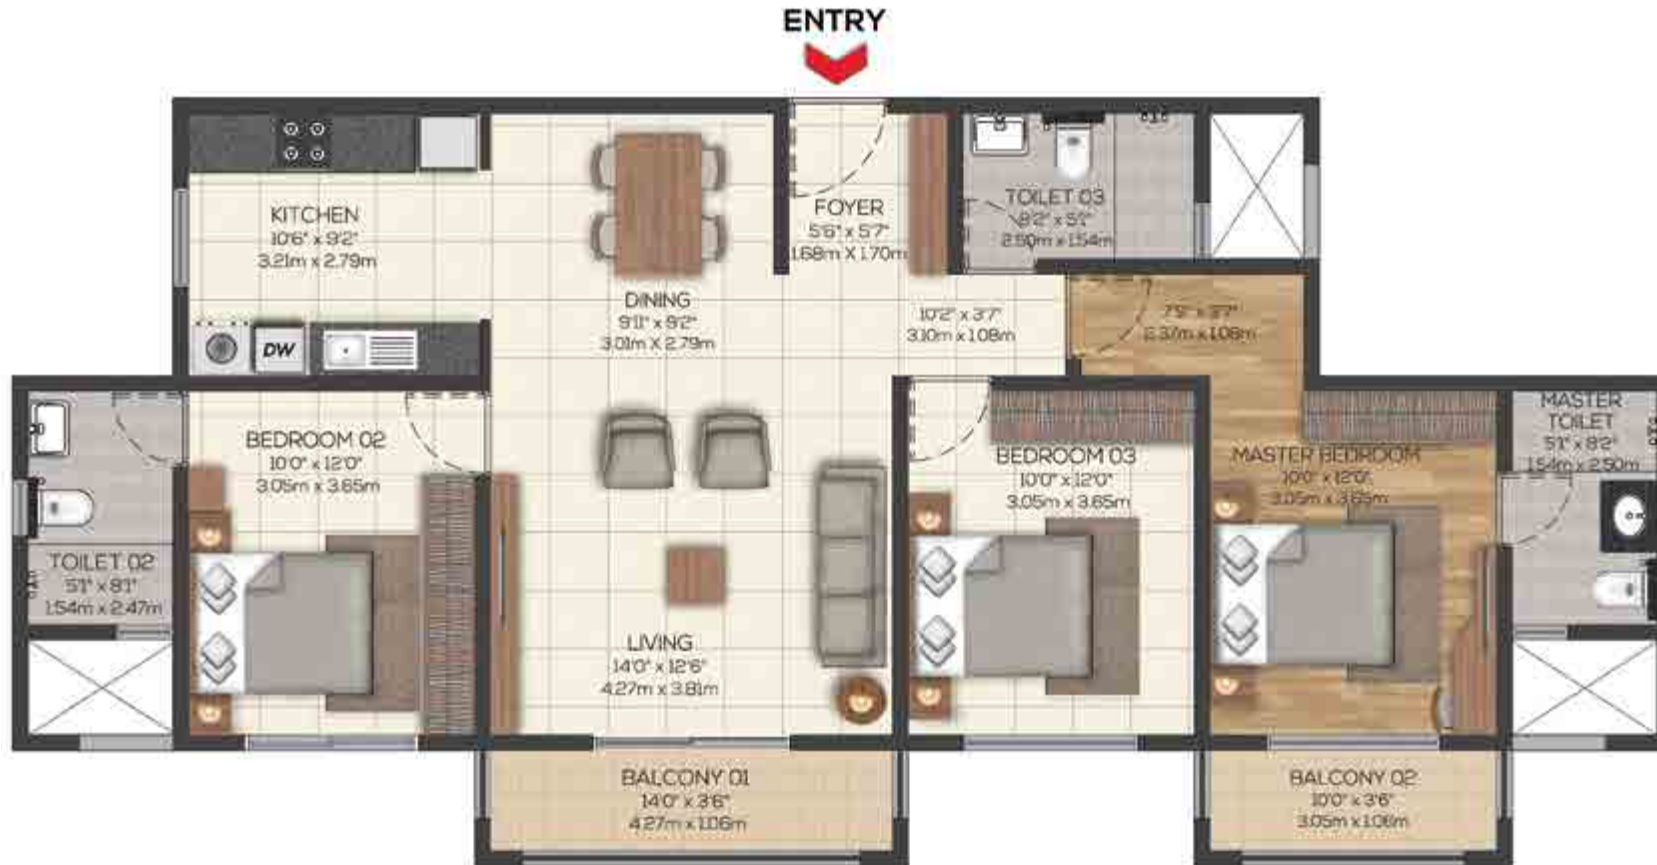 ENTRY
KITCHEN
10'6" x 9'2"
3.21m x 2.79m
DINING
9'11" x 9'2"
3.01m X 2.79m
FOYER
5'6" x 5'7"
1.68m X 1.70m
TOILET 03
8'2" x 5'1"
2.50m x 1.54m
10'2" x 3'7"
3.10m x 1.08m
7'9" x 3'7"
2.37m x 1.08m
DW
BEDROOM 02
10'0" x 12'0"
3.05m x 3.65m
TOILET 02
5'1" x 8'1"
1.54m x 2.47m
LIVING
14'0" x 12'6"
4.27m x 3.81m
BEDROOM 03
10'0" x 12'0"
3.05m x 3.65m
MASTER BEDROOM
10'0" x 12'0"
3.05m x 3.65m
MASTER
TOILET
5'1" x 8'2"
1.54m x 2.50m
BALCONY 01
14'0" x 3'6"
4.27m x 1.06m
BALCONY 02
10'0" x 3'6"
3.05m x 1.06m